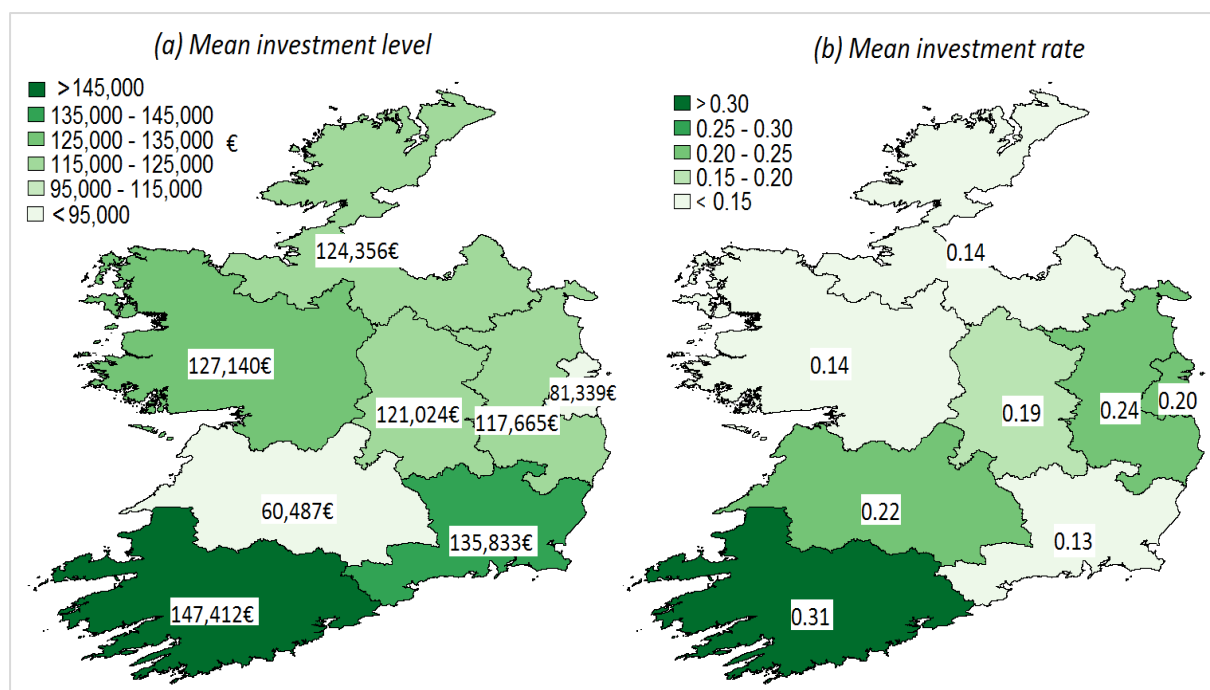 (a) Mean investment level
>145,000
135,000 - 145,000
125,000 - 135,000 €
115,000 - 125,000
95,000 - 115,000
<95,000
124,356€
127,140€
81,339€
121,024€
117,665€
60,487€
135,833€
147,412€
(b) Mean investment rate
> 0.30
0.25 - 0.30
0.20 - 0.25
0.15 - 0.20
< 0.15
0.14
0.14
0.20
0.19
0.24
0.22
0.13
0.31